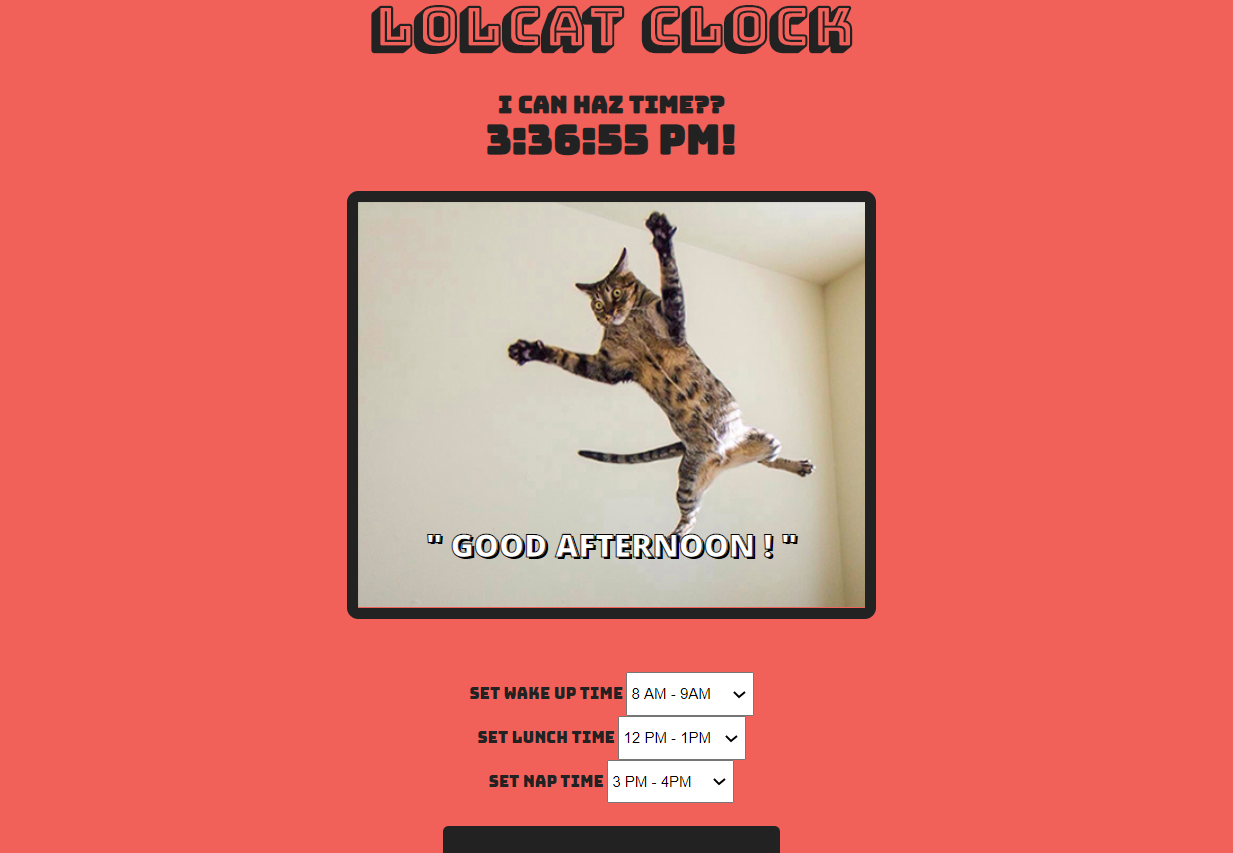 LOLCAT CLOCK
I CAN HAZ TIME??
3:36:55 PM!
" GOOD AFTERNOON ! "
SET WAKE UP TIME 8 AM - 9AM
SET LUNCH TIME 12 PM - 1PM
SET NAP TIME 3 PM - 4PM